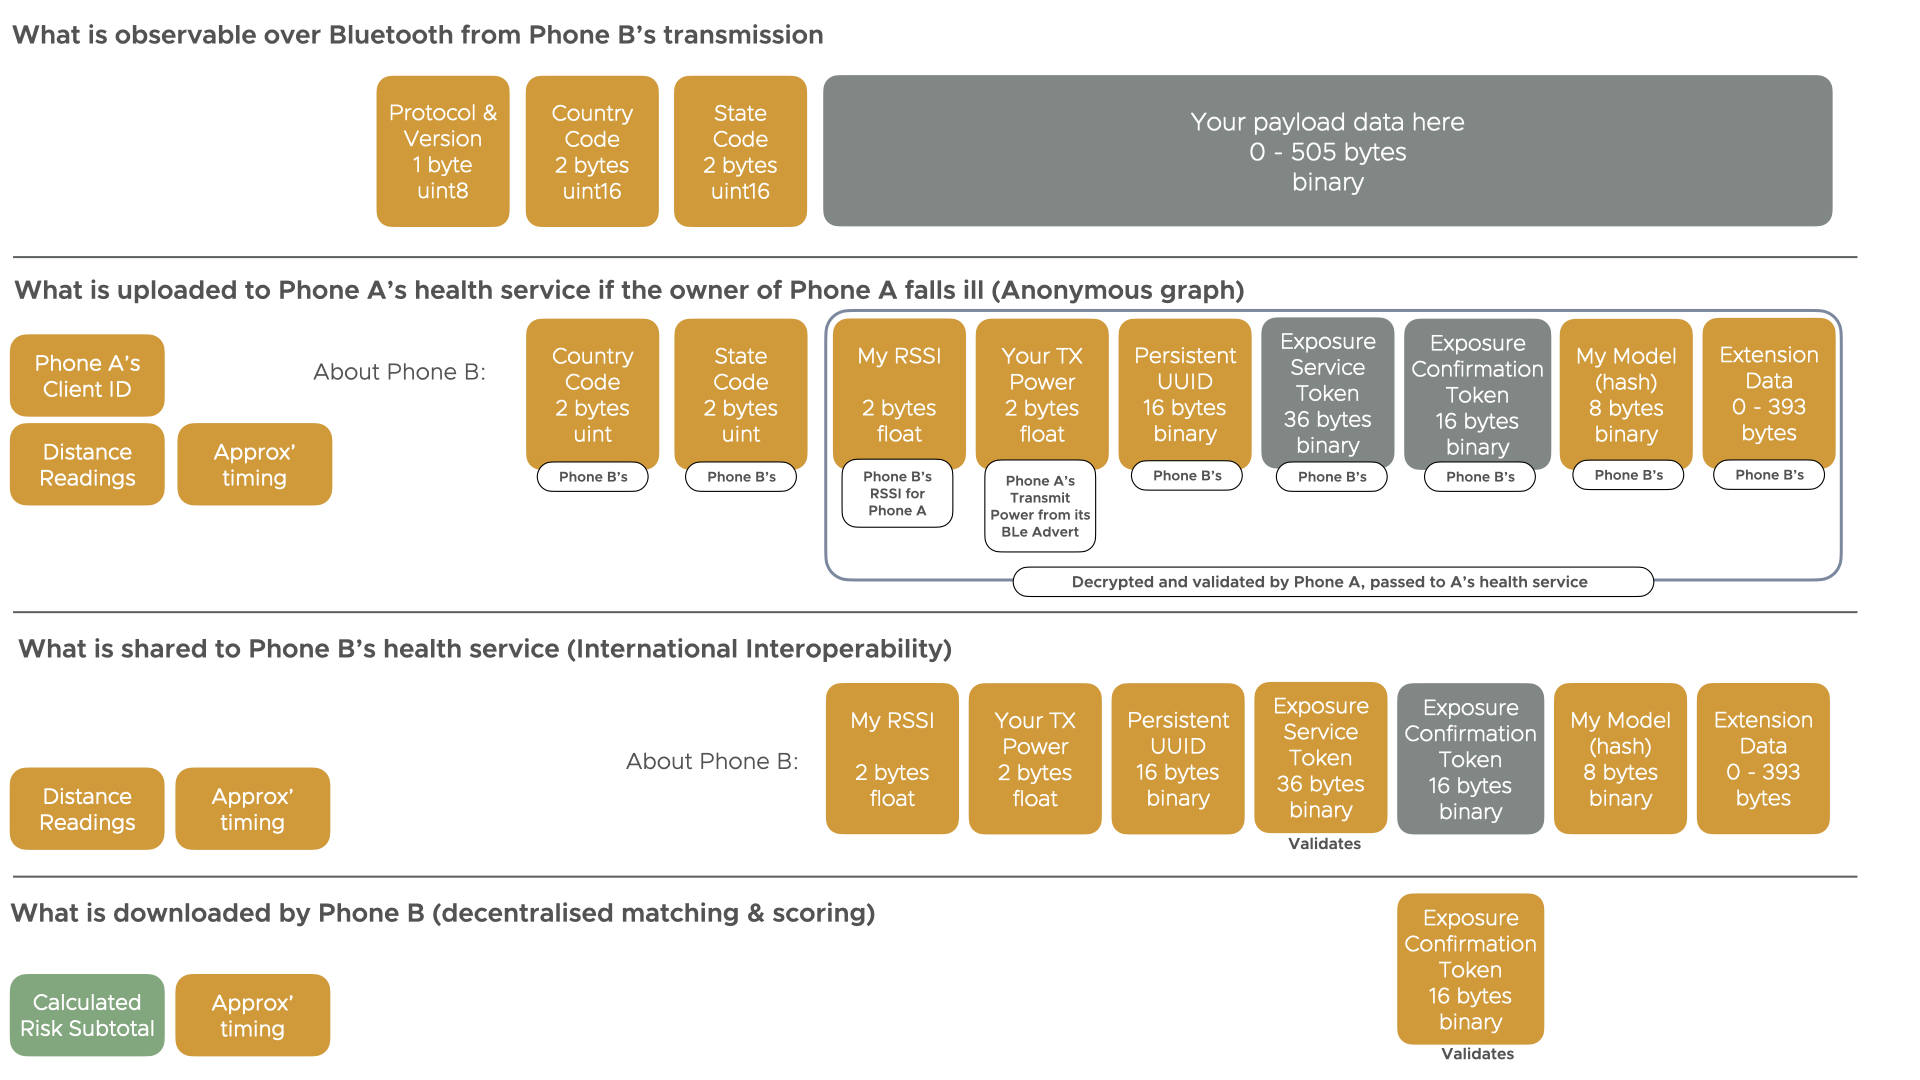 What is observable over Bluetooth from Phone B’s transmission
Protocol &
Version
1 byte
uint8
Country
Code
2 bytes
uint16
State
Code
2 bytes
uint16
Your payload data here
0 - 505 bytes
binary
What is uploaded to Phone A’s health service if the owner of Phone A falls ill (Anonymous graph)
Phone A’s
Client ID
Distance
Readings
Approx’
timing
About Phone B:
Country
Code
2 bytes
uint
Phone B’s
State
Code
2 bytes
uint
Phone B’s
My RSSI
2 bytes
float
Phone B’s
RSSI for
Phone A
Your TX
Power
2 bytes
float
Phone A’s
Transmit
Power from its
BLe Advert
Persistent
UUID
16 bytes
binary
Phone B’s
Exposure
Service
Token
36 bytes
binary
Phone B’s
Exposure
Confirmation
Token
16 bytes
binary
Phone B’s
My Model
(hash)
8 bytes
binary
Phone B’s
Extension
Data
0 - 393
bytes
Phone B’s
Decrypted and validated by Phone A, passed to A’s health service
What is shared to Phone B’s health service (International Interoperability)
Distance
Readings
Approx’
timing
About Phone B:
My RSSI
2 bytes
float
Your TX
Power
2 bytes
float
Persistent
UUID
16 bytes
binary
Exposure
Service
Token
36 bytes
binary
Validates
Exposure
Confirmation
Token
16 bytes
binary
My Model
(hash)
8 bytes
binary
Extension
Data
0 - 393
bytes
What is downloaded by Phone B (decentralised matching & scoring)
Calculated
Risk Subtotal
Approx’
timing
Exposure
Confirmation
Token
16 bytes
binary
Validates